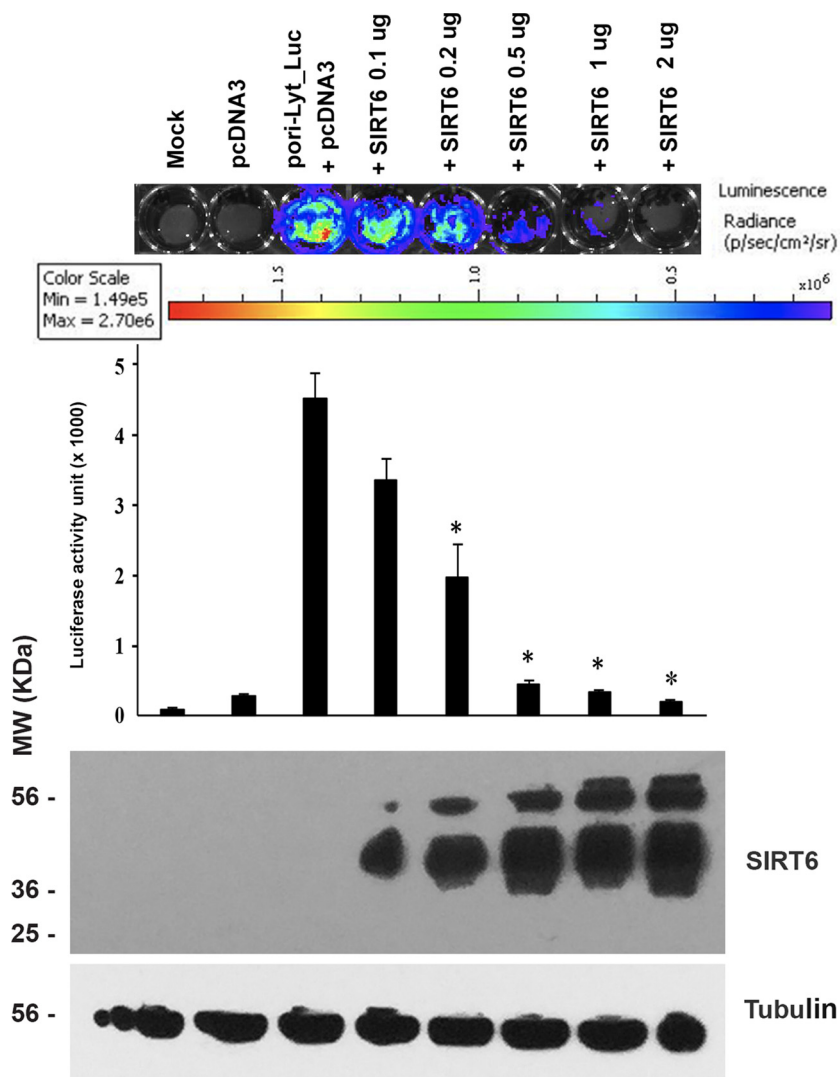 Mock
pcDNA3
pori-Lyt_Luc
+ pcDNA3
+ SIRT6 0.1 ug
+ SIRT6 0.2 ug
+ SIRT6 0.5 ug
+ SIRT6 1 ug
+ SIRT6 2 ug
Luminescence
Radiance
(p/sec/cm²/sr)
Color Scale
Min = 1.49e5
Max = 2.70e6
1.5
1.0
0.5
x10⁶
Luciferase activity unit (x 1000)
5
4
3
2
1
0
*
*
*
*
MW (KDa)
56 -
36 -
25 -
SIRT6
56 -
Tubulin